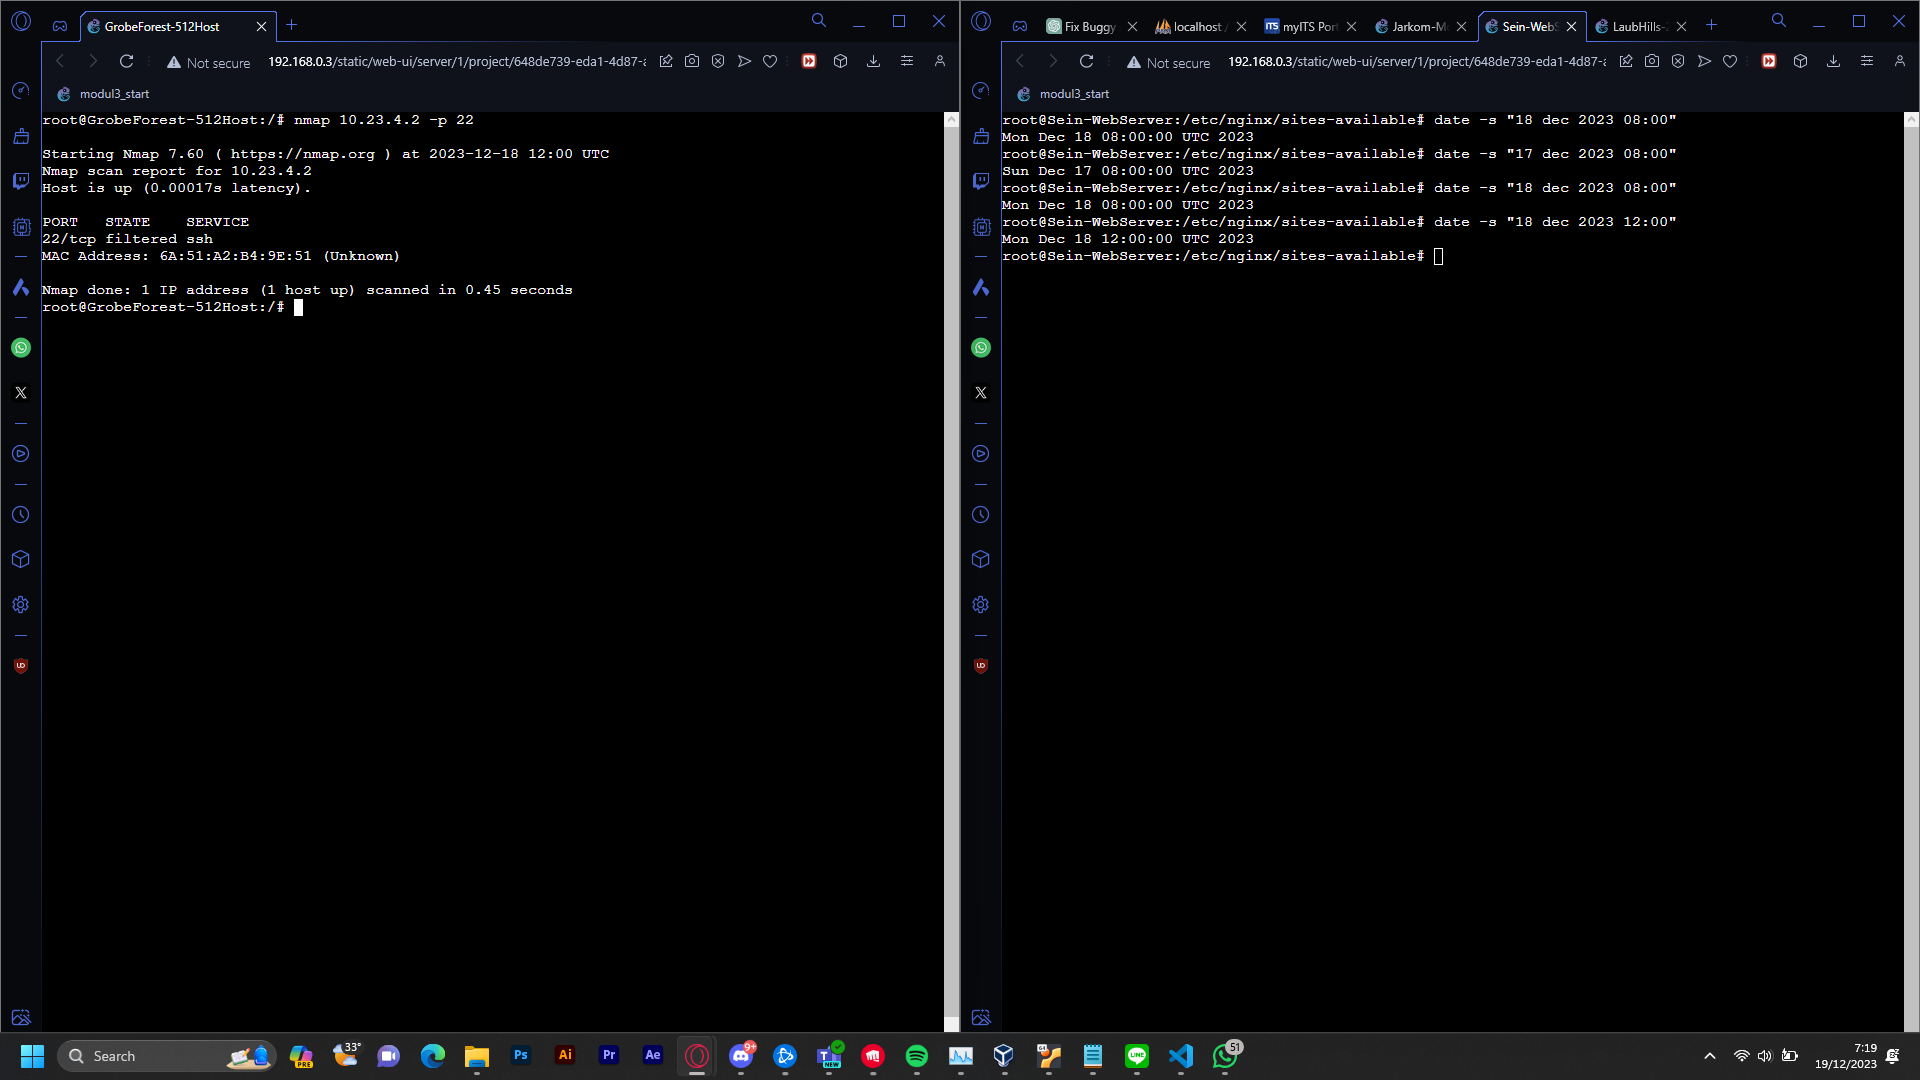 GrobeForest-512Host
Not secure
192.168.0.3/static/web-ui/server/1/project/648de739-eda1-4d87-a
modul3_start
root@GrobeForest-512Host:/# nmap 10.23.4.2 -p 22
Starting Nmap 7.60 ( https://nmap.org ) at 2023-12-18 12:00 UTC
Nmap scan report for 10.23.4.2
Host is up (0.00017s latency).
PORT   STATE    SERVICE
22/tcp filtered ssh
MAC Address: 6A:51:A2:B4:9E:51 (Unknown)
Nmap done: 1 IP address (1 host up) scanned in 0.45 seconds
root@GrobeForest-512Host:/#
Fix Buggy
localhost /
myITS Port
Jarkom-Mo
Sein-WebS
LaubHills-2
Not secure
192.168.0.3/static/web-ui/server/1/project/648de739-eda1-4d87-a
modul3_start
root@Sein-WebServer:/etc/nginx/sites-available# date -s "18 dec 2023 08:00"
Mon Dec 18 08:00:00 UTC 2023
root@Sein-WebServer:/etc/nginx/sites-available# date -s "17 dec 2023 08:00"
Sun Dec 17 08:00:00 UTC 2023
root@Sein-WebServer:/etc/nginx/sites-available# date -s "18 dec 2023 08:00"
Mon Dec 18 08:00:00 UTC 2023
root@Sein-WebServer:/etc/nginx/sites-available# date -s "18 dec 2023 12:00"
Mon Dec 18 12:00:00 UTC 2023
root@Sein-WebServer:/etc/nginx/sites-available#
Search
PRE
33°
Ps
Ai
Pr
Ae
9+
NEW
LINE
51
7:19
19/12/2023